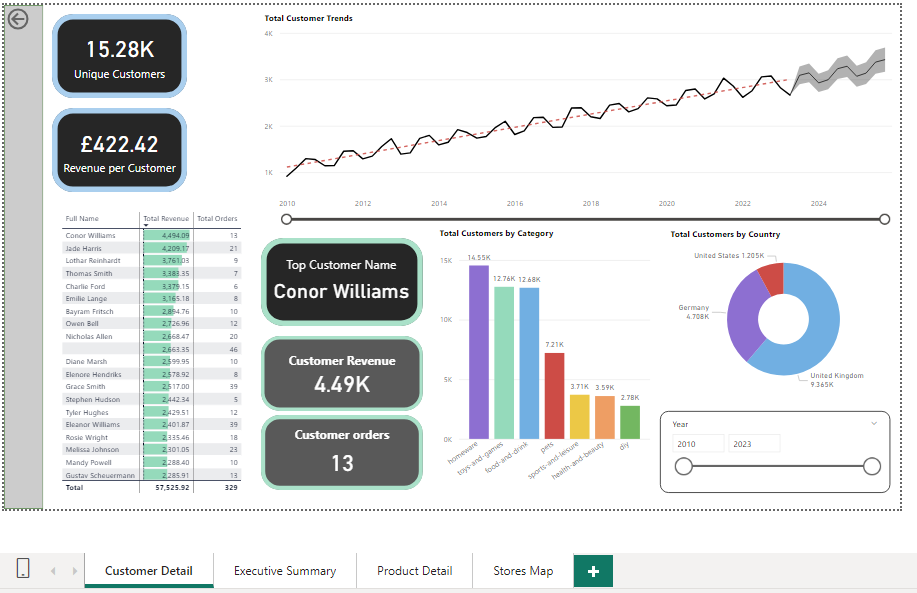 15.28K
Unique Customers
£422.42
Revenue per Customer
Total Customer Trends
4K
3K
2K
1K
2010 2012 2014 2016 2018 2020 2022 2024
Full Name Total Revenue Total Orders
Conor Williams 4,494.09 13
Jade Harris 4,209.17 21
Lothar Reinhardt 3,761.03 9
Thomas Smith 3,383.35 7
Charlie Ford 3,379.15 6
Emilie Lange 3,165.18 8
Bayram Fritsch 2,894.76 10
Owen Bell 2,726.96 12
Nicholas Allen 2,668.47 20
2,663.35 46
Diane Marsh 2,599.95 10
Elenore Hendriks 2,578.92 8
Grace Smith 2,517.00 39
Stephen Hudson 2,442.34 5
Tyler Hughes 2,429.51 12
Eleanor Williams 2,401.87 39
Rosie Wright 2,335.46 18
Melissa Johnson 2,301.05 23
Mandy Powell 2,288.40 10
Gustav Scheuermann 2,285.91 13
Total 57,525.92 329
Top Customer Name
Conor Williams
Customer Revenue
4.49K
Customer orders
13
Total Customers by Category
15K
10K
5K
0K
14.55K
12.76K
12.68K
7.21K
3.71K
3.59K
2.78K
homeware
toys-and-games
food-and-drink
pets
sports-and-leisure
health-and-beauty
diy
Total Customers by Country
United States 1.205K
Germany
4.708K
United Kingdom
9.365K
Year
2010 2023
Customer Detail Executive Summary Product Detail Stores Map +